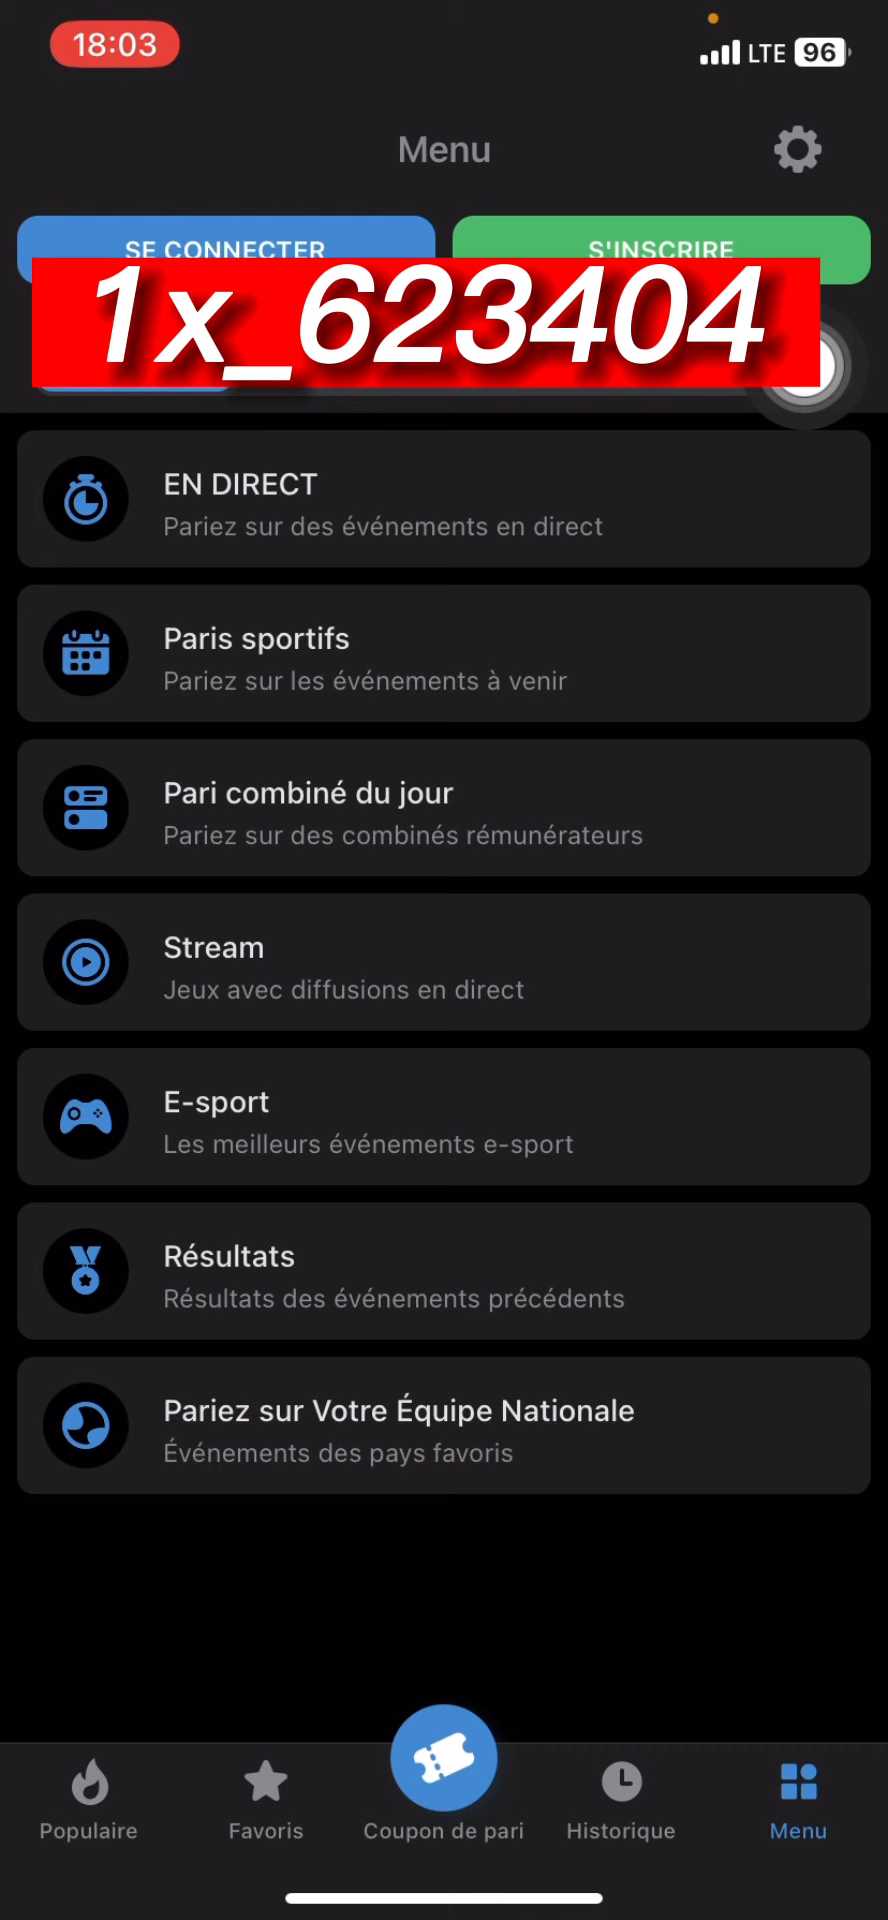 18:03
LTE 96
Menu
SE CONNECTER
S'INSCRIRE
1x_623404
EN DIRECT
Pariez sur des événements en direct
Paris sportifs
Pariez sur les événements à venir
Pari combiné du jour
Pariez sur des combinés rémunérateurs
Stream
Jeux avec diffusions en direct
E-sport
Les meilleurs événements e-sport
Résultats
Résultats des événements précédents
Pariez sur Votre Équipe Nationale
Événements des pays favoris
Populaire
Favoris
Coupon de pari
Historique
Menu